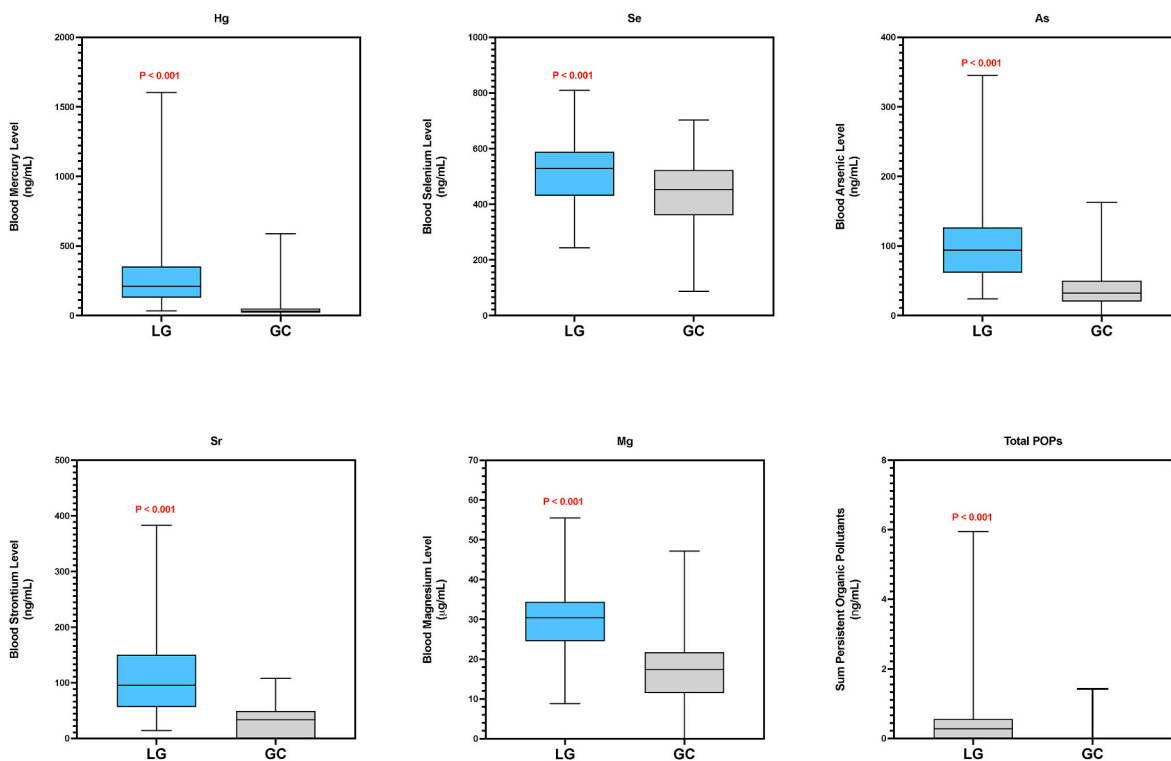 Hg
Blood Mercury Level
(ng/mL)
2000
1500
1000
500
0
P < 0.001
LG
GC
Se
Blood Selenium Level
(ng/mL)
1000
800
600
400
200
0
P < 0.001
LG
GC
As
Blood Arsenic Level
(ng/mL)
400
300
200
100
0
P < 0.001
LG
GC
Sr
Blood Strontium Level
(ng/mL)
500
400
300
200
100
0
P < 0.001
LG
GC
Mg
Blood Magnesium Level
(µg/mL)
70
60
50
40
30
20
10
0
P < 0.001
LG
GC
Total POPs
Sum Persistent Organic Pollutants
(ng/mL)
8
6
4
2
0
P < 0.001
LG
GC